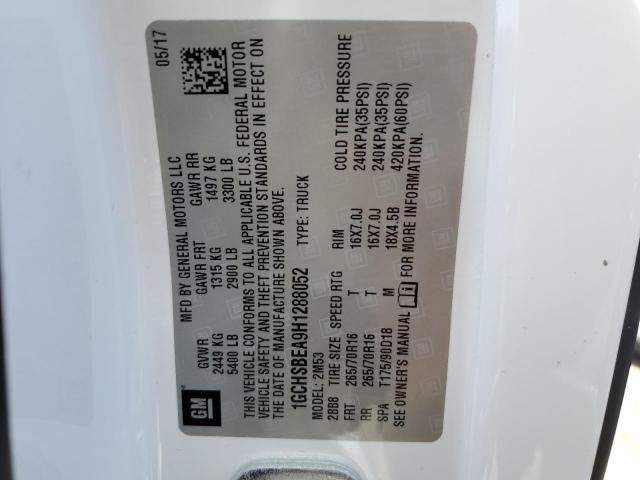 MFD BY GENERAL MOTORS LLC 05/17
GVWR GAWR FRT GAWR RR
2449 KG 1315 KG 1497 KG
5400 LB 2900 LB 3300 LB
THIS VEHICLE CONFORMS TO ALL APPLICABLE U.S. FEDERAL MOTOR
VEHICLE SAFETY AND THEFT PREVENTION STANDARDS IN EFFECT ON
THE DATE OF MANUFACTURE SHOWN ABOVE.
1GCHSBEA9H1288052 TYPE: TRUCK
MODEL: 2M53
2BB8 TIRE SIZE SPEED RTG RIM COLD TIRE PRESSURE
FRT 265/70R16 T 16X7.0J 240KPA(35PSI)
RR 265/70R16 T 16X7.0J 240KPA(35PSI)
SPA T175/90D18 M 18X4.5B 420KPA(60PSI)
SEE OWNER'S MANUAL FOR MORE INFORMATION.
GM